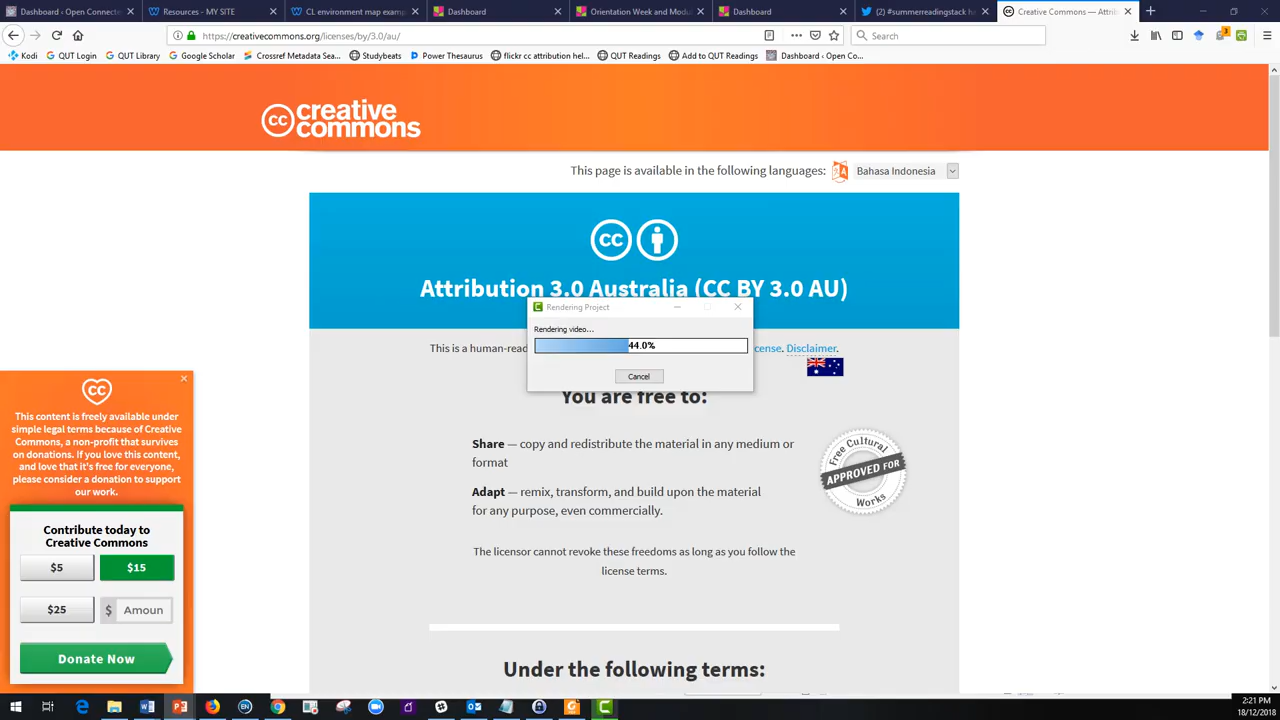 Dashboard ‹ Open Connecte
Resources - MY SITE
CL environment map examp
Dashboard
Orientation Week and Modu
Dashboard
(2) #summerreadingstack ha
Creative Commons — Attrib
https://creativecommons.org/licenses/by/3.0/au/
Search
Kodi
QUT Login
QUT Library
Google Scholar
Crossref Metadata Sea...
Studybeats
Power Thesaurus
flickr cc attribution hel...
QUT Readings
Add to QUT Readings
Dashboard ‹ Open Co...
cc creative
commons
This page is available in the following languages:
Bahasa Indonesia
Attribution 3.0 Australia (CC BY 3.0 AU)
Rendering Project
Rendering video...
44.0%
Cancel
This is a human-read
cense. Disclaimer.
You are free to:
Share — copy and redistribute the material in any medium or
format
Adapt — remix, transform, and build upon the material
for any purpose, even commercially.
Free Cultural
APPROVED FOR
Works
The licensor cannot revoke these freedoms as long as you follow the
license terms.
Under the following terms:
This content is freely available under
simple legal terms because of Creative
Commons, a non-profit that survives
on donations. If you love this content,
and love that it's free for everyone,
please consider a donation to support
our work.
Contribute today to
Creative Commons
$5
$15
$25
$ Amoun
Donate Now
2:21 PM
18/12/2018